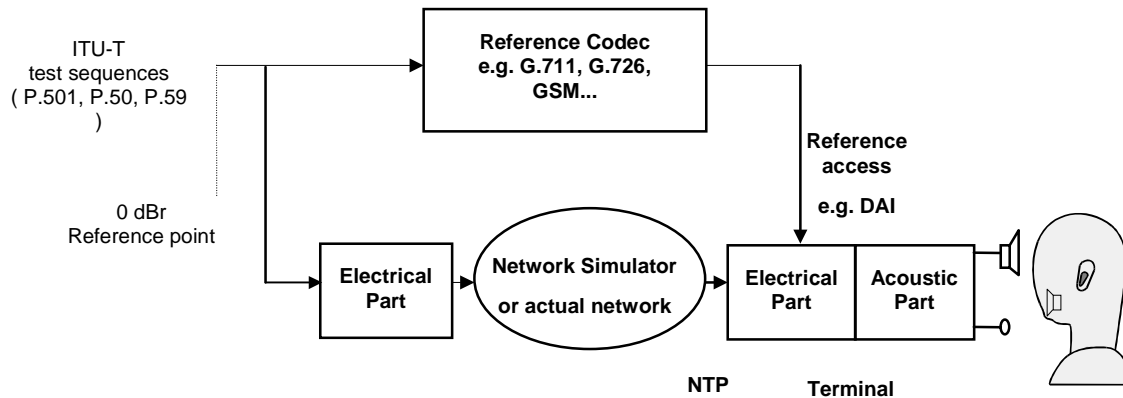 ITU-T
test sequences
( P.501, P.50, P.59
)
Reference Codec
e.g. G.711, G.726,
GSM...
Reference
access
e.g. DAI
0 dBr
Reference point
Electrical
Part
Network Simulator
or actual network
Electrical
Part
Acoustic
Part
NTP
Terminal